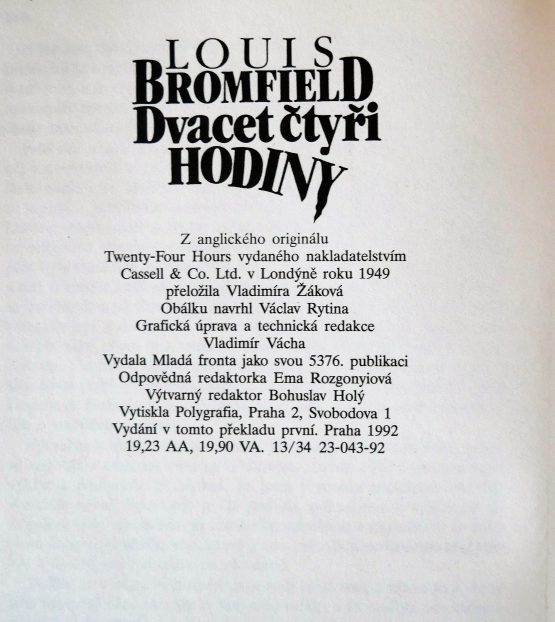 LOUIS
BROMFIELD
Dvacet čtyři
HODINY
Z anglického originálu
Twenty-Four Hours vydaného nakladatelstvím
Cassell & Co. Ltd. v Londýně roku 1949
přeložila Vladimíra Žáková
Obálku navrhl Václav Rytina
Grafická úprava a technická redakce
Vladimír Vácha
Vydala Mladá fronta jako svou 5376. publikaci
Odpovědná redaktorka Ema Rozgonyiová
Výtvarný redaktor Bohuslav Holý
Vytiskla Polygrafia, Praha 2, Svobodova 1
Vydání v tomto překladu první. Praha 1992
19,23 AA, 19,90 VA. 13/34 23-043-92